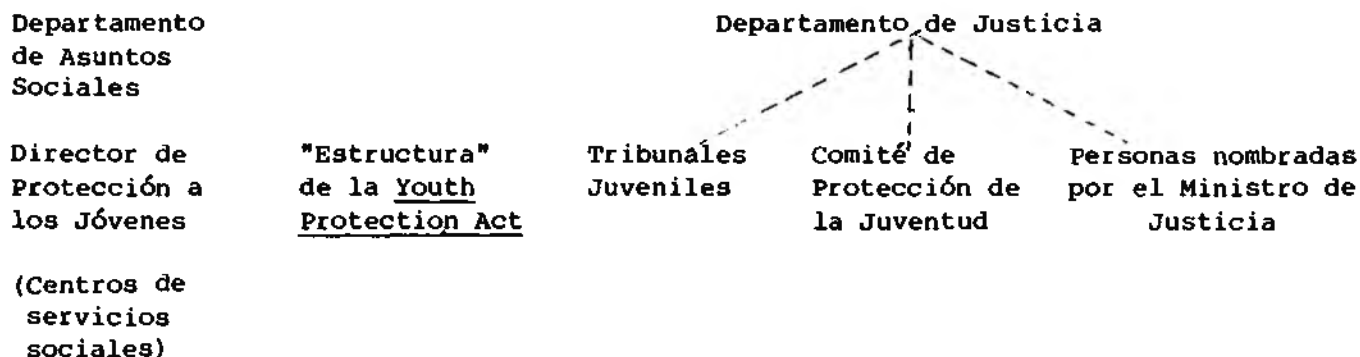 Departamento
de Asuntos
Sociales
Departamento de Justicia
Director de
Protección a
los Jóvenes
(Centros de
servicios
sociales)
"Estructura"
de la Youth
Protection Act
Tribunales
Juveniles
Comité de
Protección de
la Juventud
Personas nombradas
por el Ministro de
Justicia